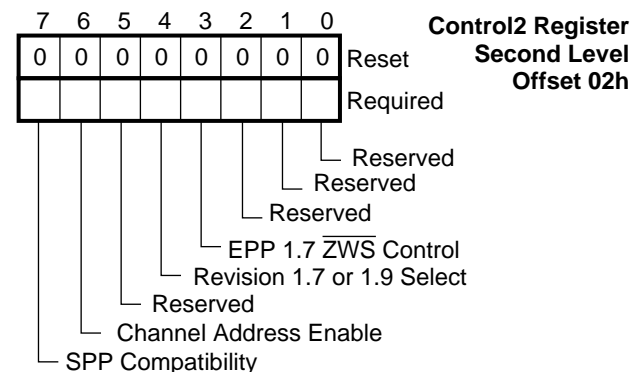 7 6 5 4 3 2 1 0
Control2 Register
Second Level
Offset 02h
0 0 0 0 0 0 0 0 Reset
Required
Reserved
Reserved
Reserved
EPP 1.7 ZWS Control
Revision 1.7 or 1.9 Select
Reserved
Channel Address Enable
SPP Compatibility